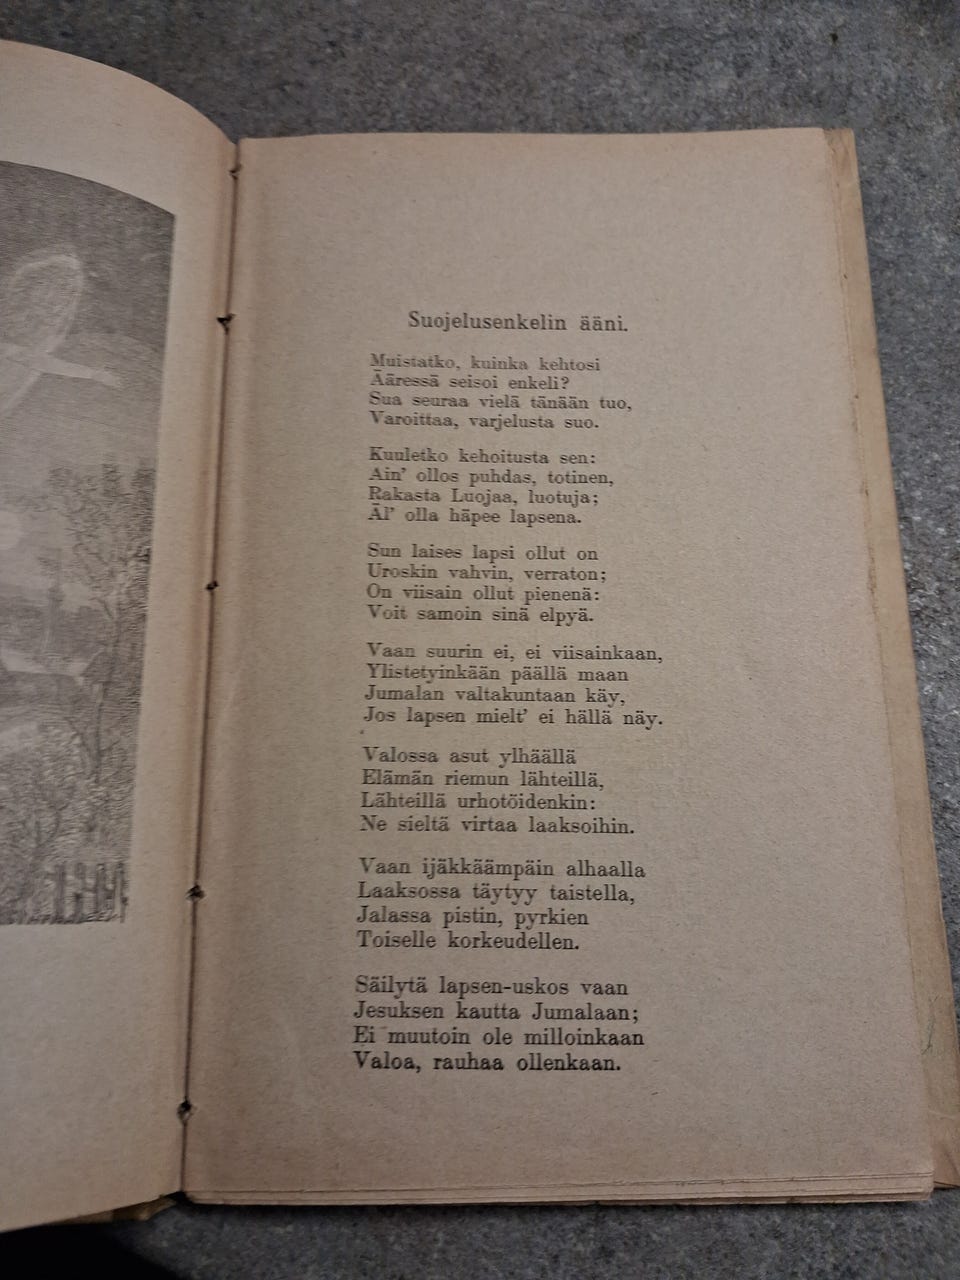 Suojelusenkelin ääni.
Muistatko, kuinka kehtosi
Ääressä seisoi enkeli?
Sua seuraa vielä tänään tuo,
Varoittaa, varjelusta suo.
Kuuletko kehoitusta sen:
Ain' ollos puhdas, totinen,
Rakasta Luojaa, luotuja;
Äl' olla häpee lapsena.
Sun laises lapsi ollut on
Uroskin vahvin, verraton;
On viisain ollut pienenä:
Voit samoin sinä elpyä.
Vaan suurin ei, ei viisainkaan,
Ylistetyinkään päällä maan
Jumalan valtakuntaan käy,
Jos lapsen mielt' ei hällä näy.
Valossa asut ylhäällä
Elämän riemun lähteillä,
Lähteillä urhotöidenkin:
Ne sieltä virtaa laaksoihin.
Vaan ijäkkäämpäin alhaalla
Laaksossa täytyy taistella,
Jalassa pistin, pyrkien
Toiselle korkeudellen.
Säilytä lapsen-uskos vaan
Jesuksen kautta Jumalaan;
Ei muutoin ole milloinkaan
Valoa, rauhaa ollenkaan.